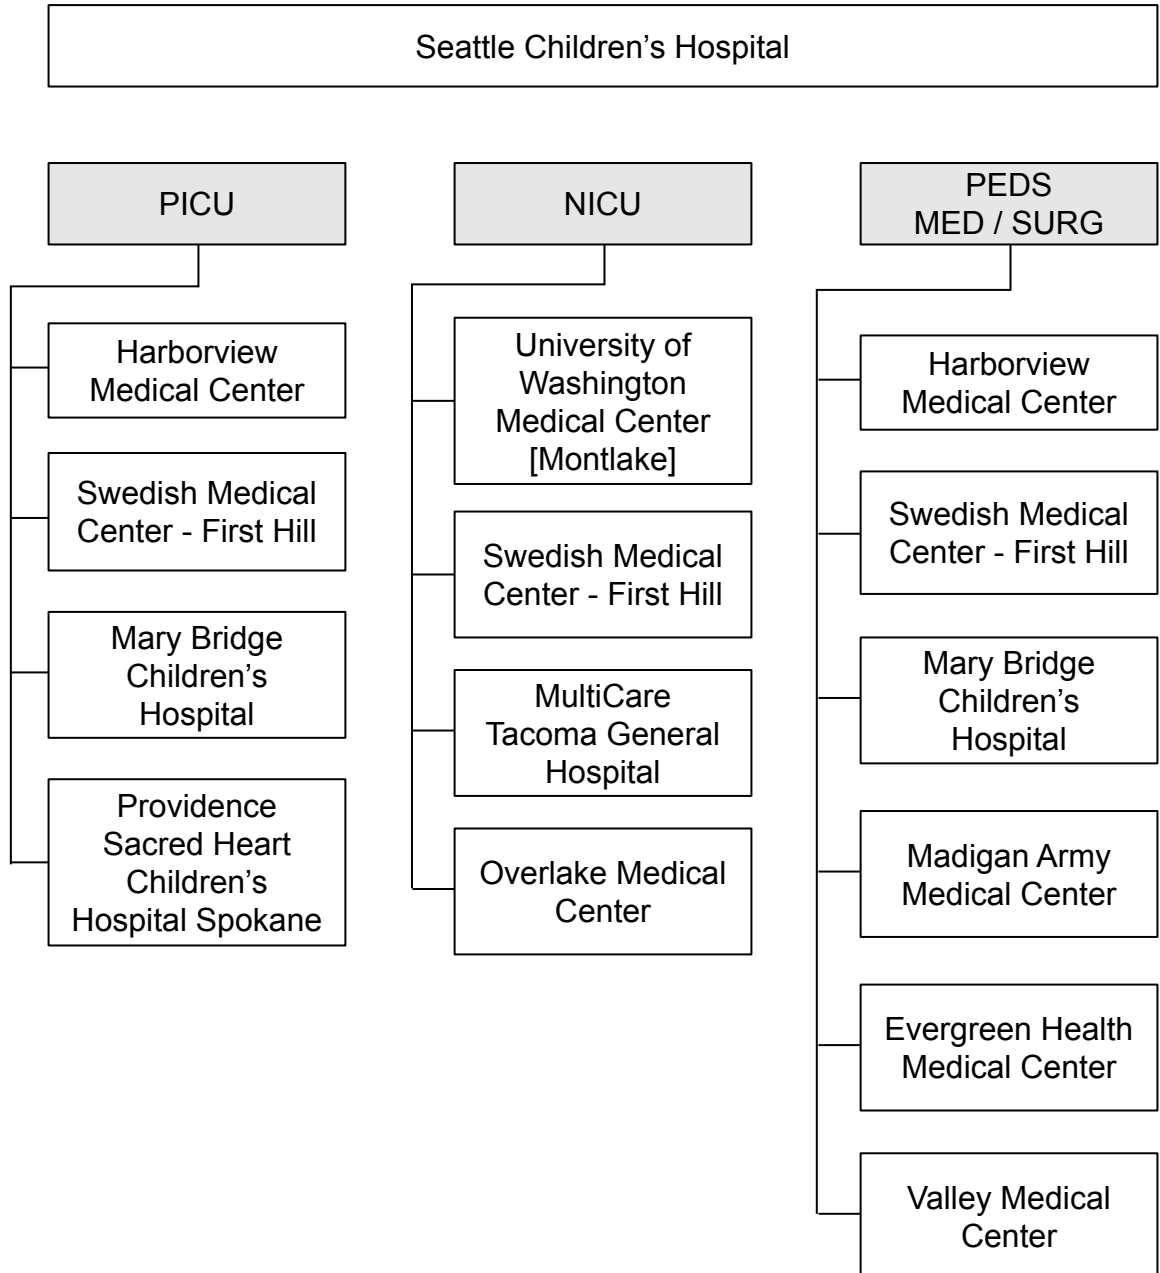 Seattle Children’s Hospital
PICU
Harborview
Medical Center
Swedish Medical
Center - First Hill
Mary Bridge
Children’s
Hospital
Providence
Sacred Heart
Children’s
Hospital Spokane
NICU
University of
Washington
Medical Center
[Montlake]
Swedish Medical
Center - First Hill
MultiCare
Tacoma General
Hospital
Overlake Medical
Center
PEDS
MED / SURG
Harborview
Medical Center
Swedish Medical
Center - First Hill
Mary Bridge
Children’s
Hospital
Madigan Army
Medical Center
Evergreen Health
Medical Center
Valley Medical
Center